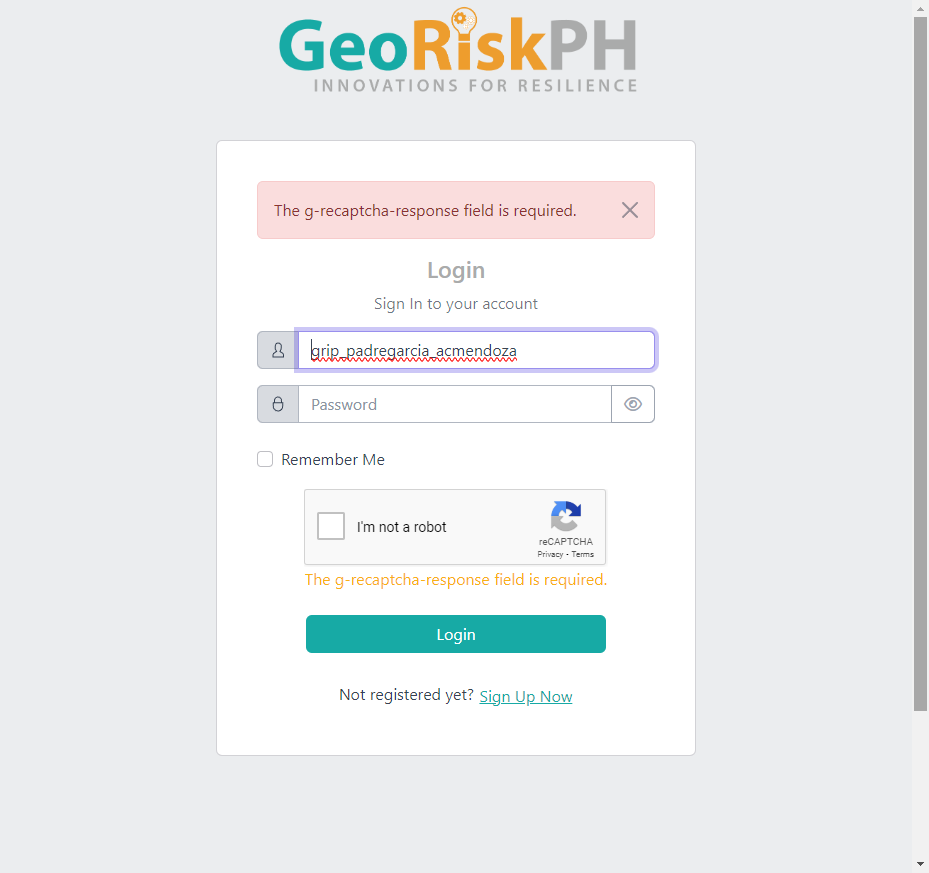 GeoRiskPH
INNOVATIONS FOR RESILIENCE
The g-recaptcha-response field is required.
Login
Sign In to your account
grip_padregarcia_acmendoza
Password
Remember Me
I'm not a robot
reCAPTCHA
Privacy - Terms
The g-recaptcha-response field is required.
Login
Not registered yet? Sign Up Now